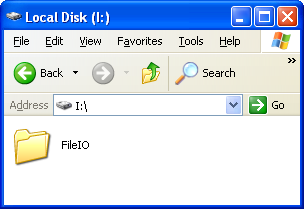 Local Disk (I:)
File Edit View Favorites Tools Help
Back Search »
Address I:\ Go
FileIO